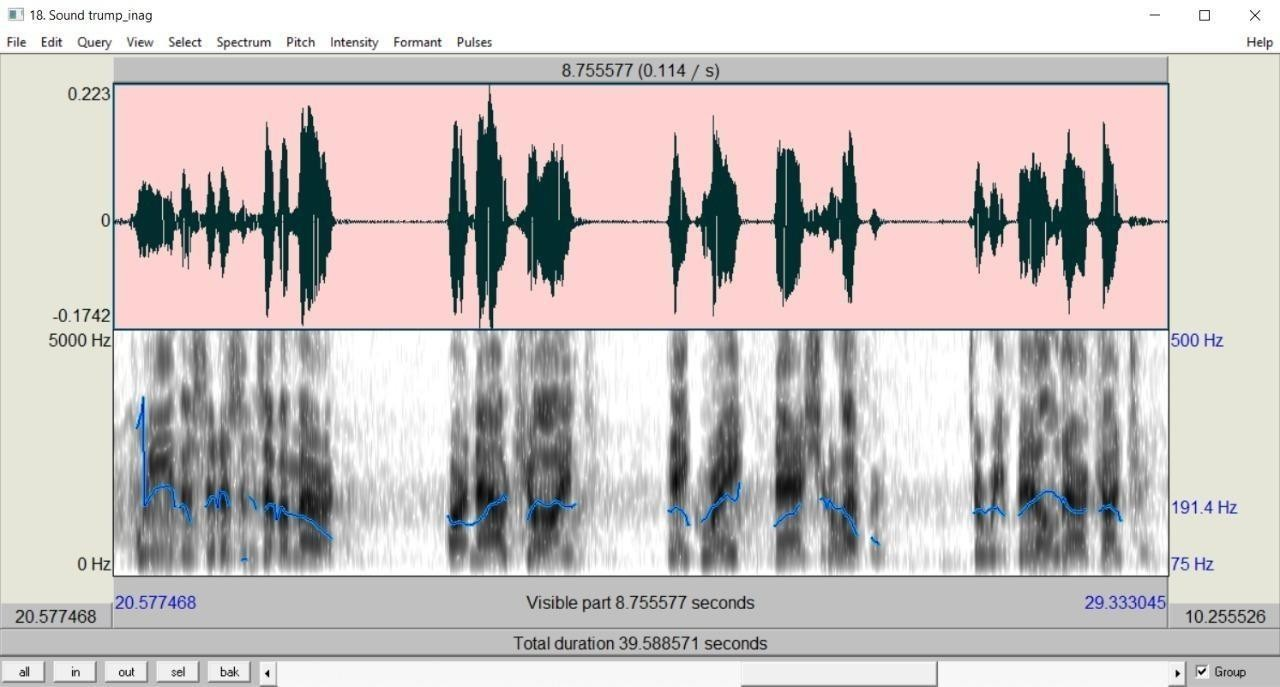 18. Sound trump_inag
File Edit Query View Select Spectrum Pitch Intensity Formant Pulses Help
8.755577 (0.114 / s)
0.223
0
-0.1742
5000 Hz 500 Hz
191.4 Hz
0 Hz 75 Hz
20.577468 Visible part 8.755577 seconds 29.333045
20.577468 10.255526
Total duration 39.588571 seconds
all in out sel bak Group